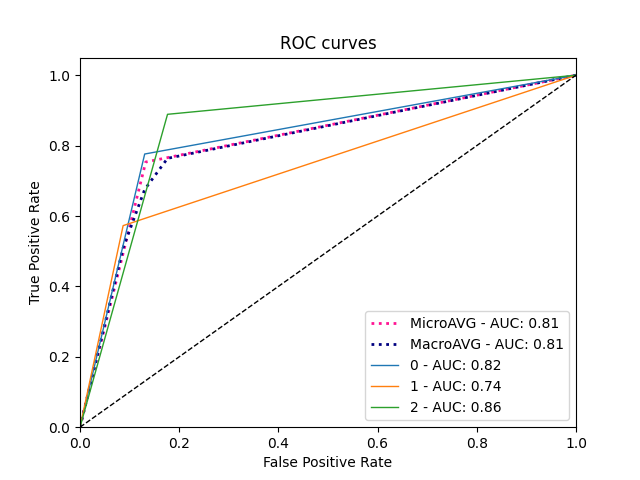 ROC curves
True Positive Rate
1.0
0.8
0.6
0.4
0.2
0.0
MicroAVG - AUC: 0.81
MacroAVG - AUC: 0.81
0 - AUC: 0.82
1 - AUC: 0.74
2 - AUC: 0.86
0.0 0.2 0.4 0.6 0.8 1.0
False Positive Rate